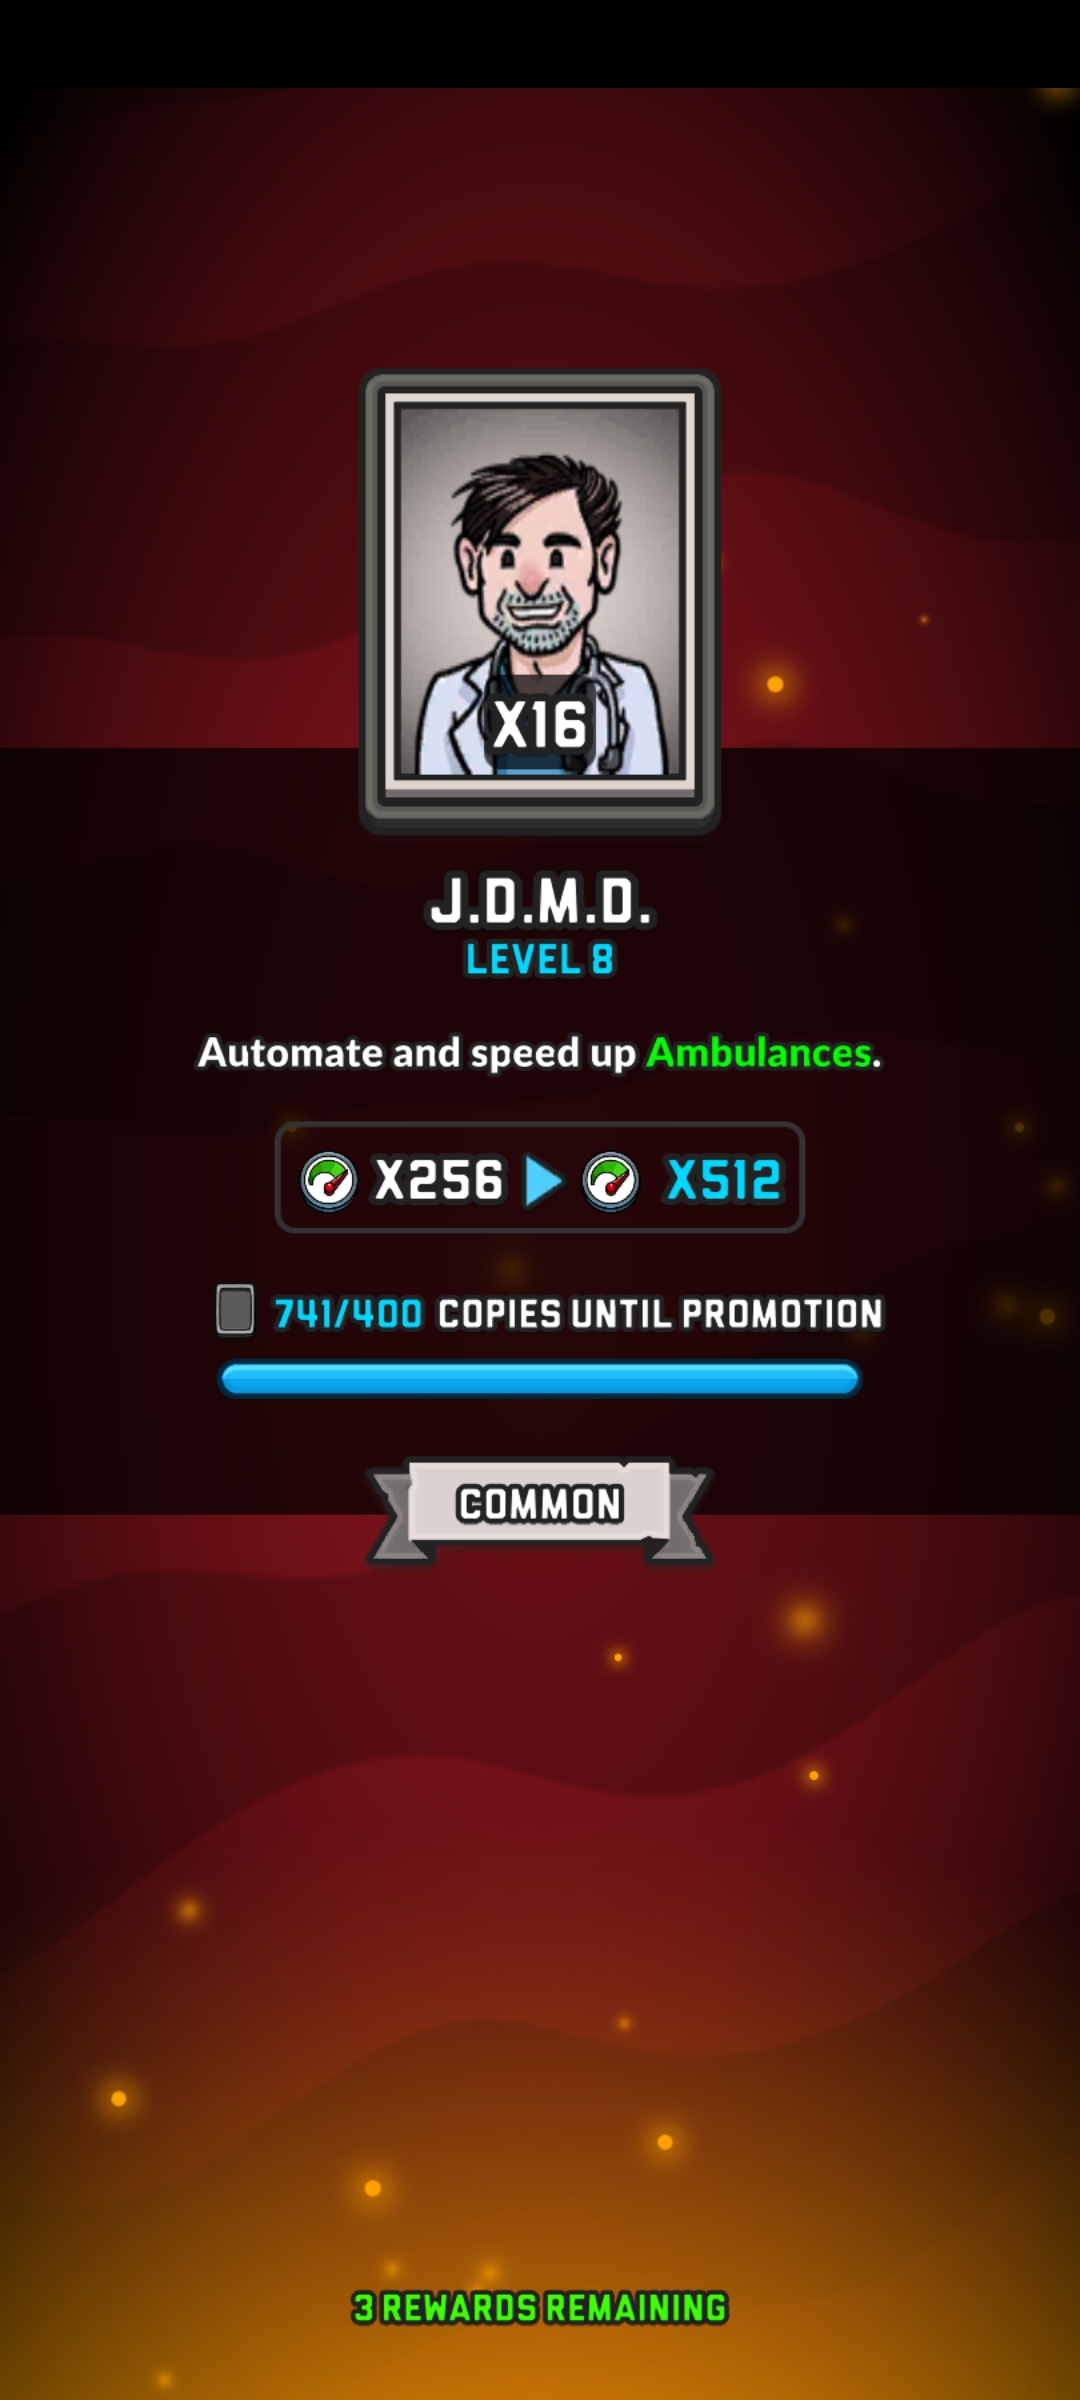 X16
J.D.M.D.
LEVEL 8
Automate and speed up Ambulances.
X256 X512
741/400 COPIES UNTIL PROMOTION
COMMON
3 REWARDS REMAINING